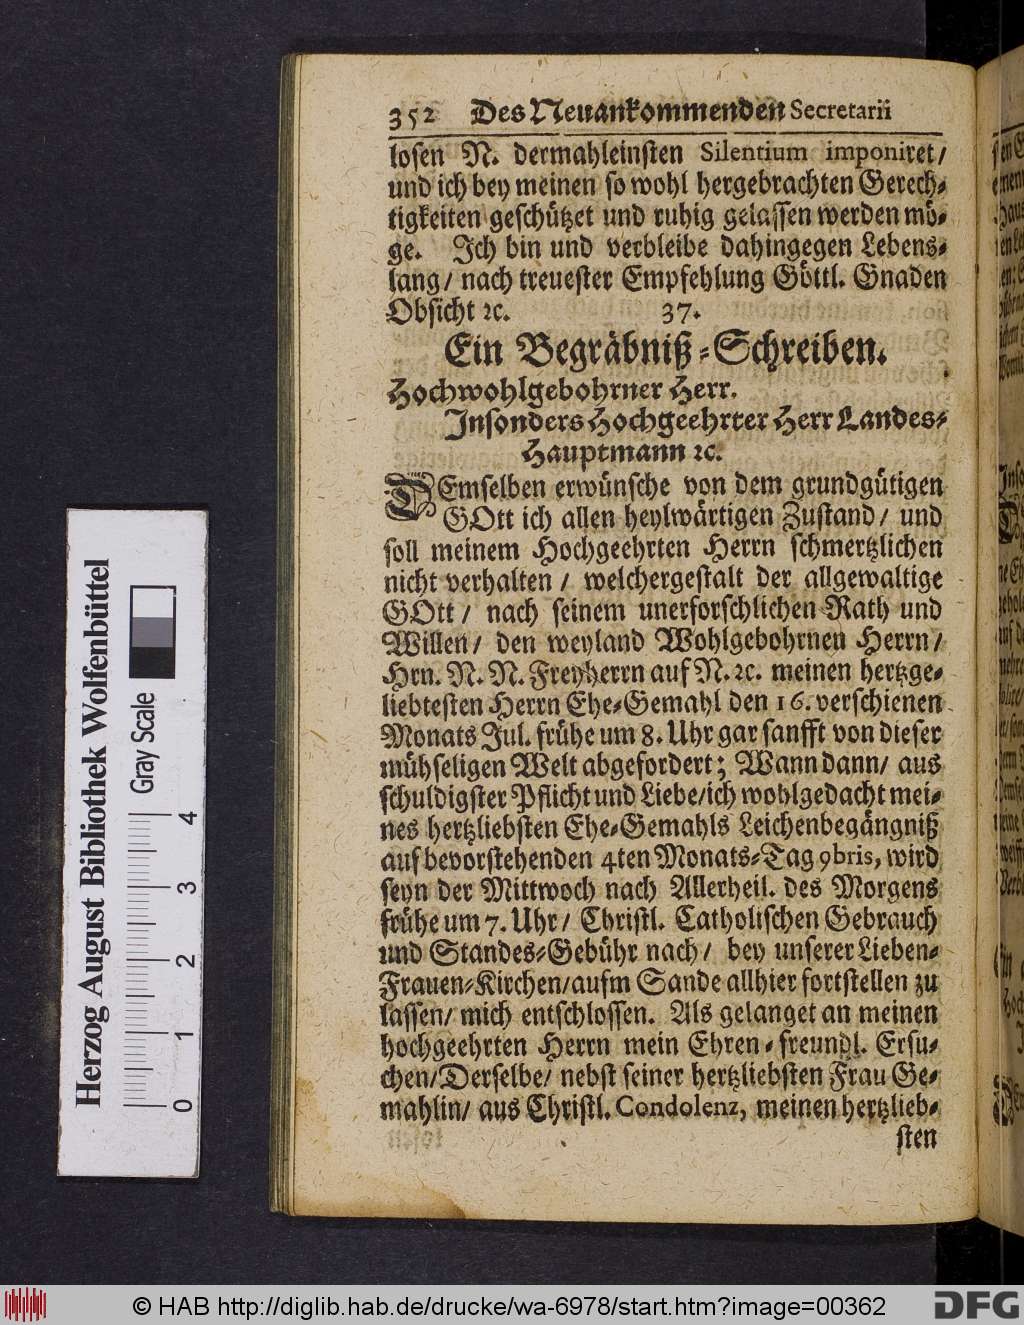 352 Des Neuankommenden Secretarii
losen N. dermahleinsten Silentium imponiret/
und ich bey meinen so wohl hergebrachten Gerech-
tigkeiten geschützet und ruhig gelassen werden mö-
ge. Ich bin und verbleibe dahingegen Lebens-
lang/ nach treuester Empfehlung Göttl. Gnaden
Obsicht ꝛc. 37.
Ein Begräbniß-Schreiben.
Hochwohlgebohrner Herr.
Insonders Hochgeehrter Herr Landes-
Hauptmann ꝛc.
DEmselben erwünsche von dem grundgütigen
GOtt ich allen heylwärtigen Zustand/ und
soll meinem Hochgeehrten Herrn schmertzlichen
nicht verhalten/ welchergestalt der allgewaltige
GOtt/ nach seinem unerforschlichen Rath und
Willen/ den weyland Wohlgebohrnen Herrn/
Hrn. N. N. Freyherrn auf N. ꝛc. meinen hertzge-
liebtesten Herrn Ehe-Gemahl den 16. verschienen
Monats Jul. frühe um 8. Uhr gar sanfft von dieser
mühseligen Welt abgefordert; Wann dann/ aus
schuldigster Pflicht und Liebe/ich wohlgedacht mei-
nes hertzliebsten Ehe-Gemahls Leichenbegängniß
auf bevorstehenden 4ten Monats-Tag 9bris, wird
seyn der Mittwoch nach Allerheil. des Morgens
frühe um 7. Uhr/ Christl. Catholischen Gebrauch
und Standes-Gebühr nach/ bey unserer Lieben-
Frauen-Kirchen/aufm Sande allhier fortstellen zu
lassen/ mich entschlossen. Als gelanget an meinen
hochgeehrten Herrn mein Ehren-freundl. Ersu-
chen/Derselbe/ nebst seiner hertzliebsten Frau Ge-
mahlin/ aus Christl. Condolenz, meinen hertzlieb-
sten
Herzog August Bibliothek Wolfenbüttel
Gray Scale
0 1 2 3 4
© HAB http://diglib.hab.de/drucke/wa-6978/start.htm?image=00362
DFG